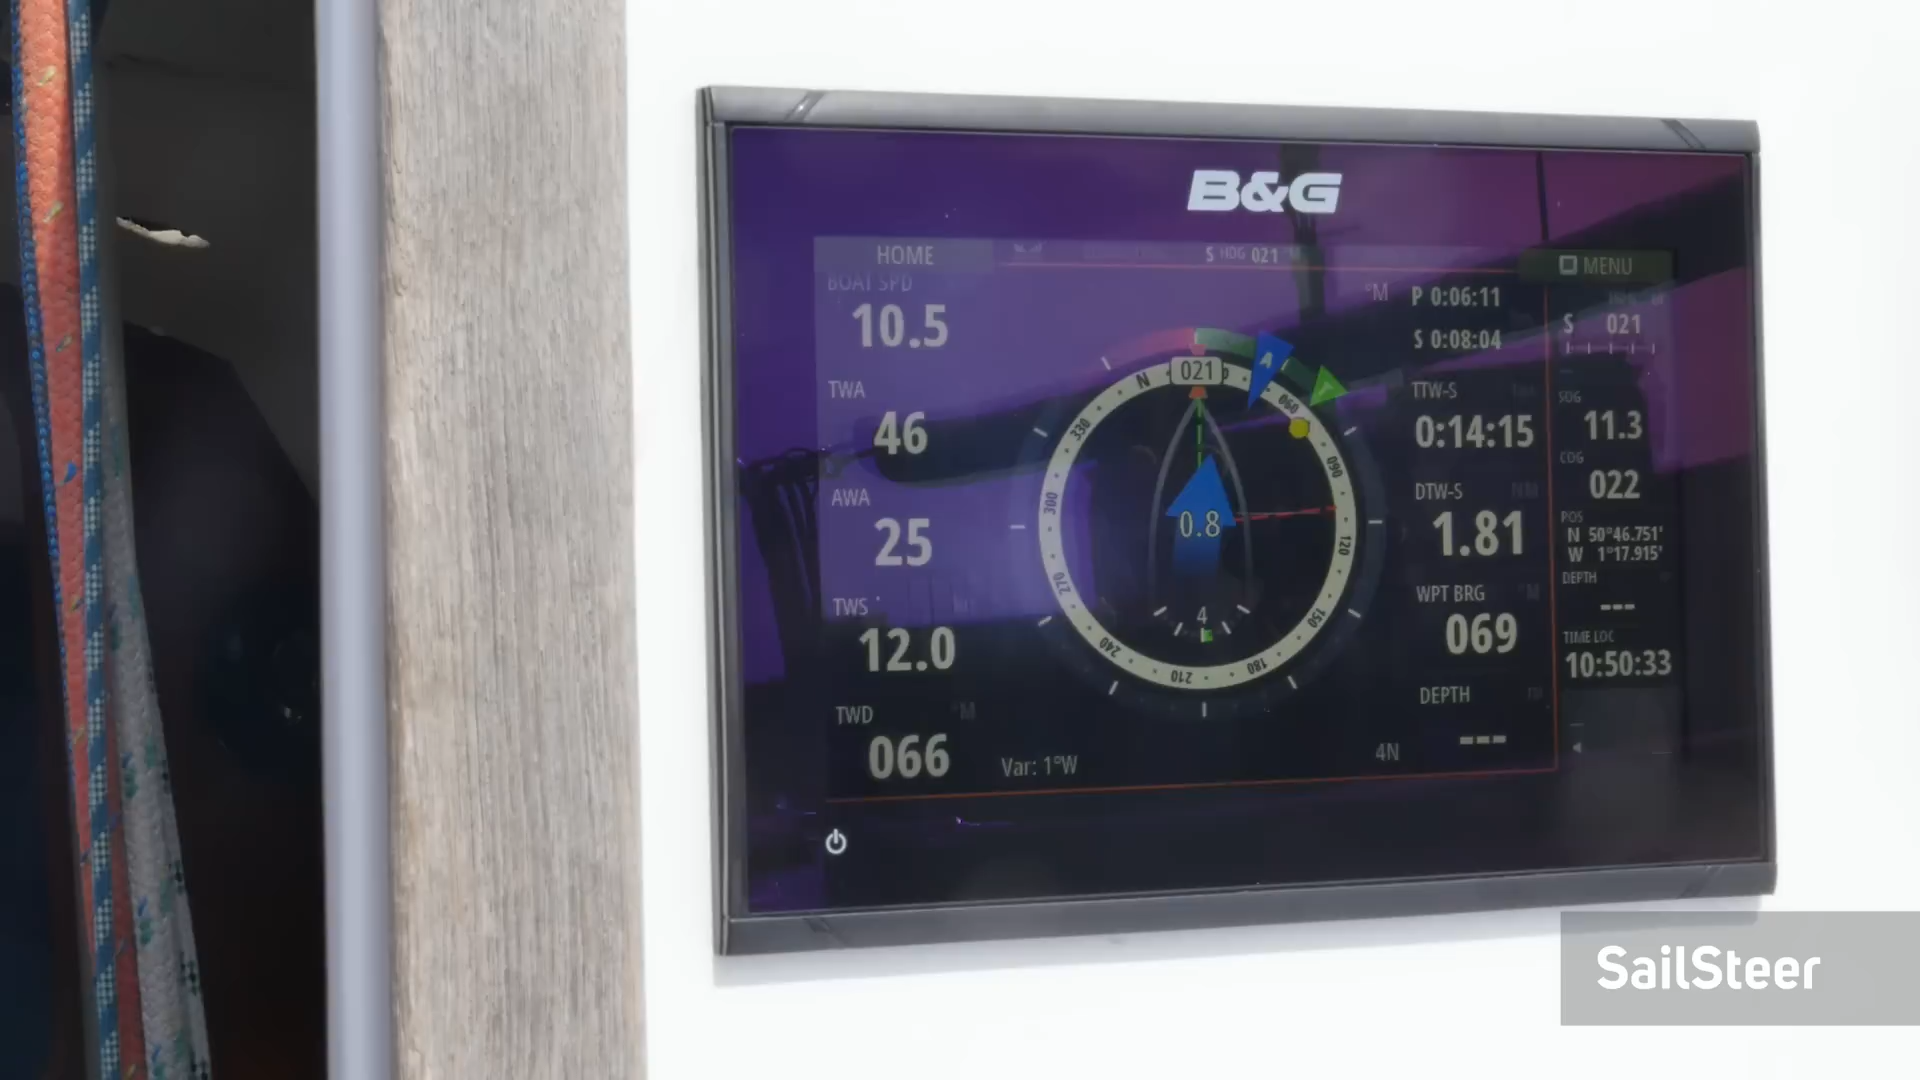 B&G
HOME
S HDG 021 °M
MENU
BOAT SPD
10.5
TWA
46
AWA
25
TWS
12.0
TWD °M
066
°M
N
021
060
090
120
150
180
210
240
270
300
330
A
T
0.8
4
Var: 1°W
4N
P 0:06:11
S 0:08:04
TTW-S
0:14:15
DTW-S NM
1.81
WPT BRG °M
069
DEPTH
---
S 021
SOG
11.3
COG
022
POS
N 50°46.751'
W 1°17.915'
DEPTH
---
TIME LOC
10:50:33
SailSteer